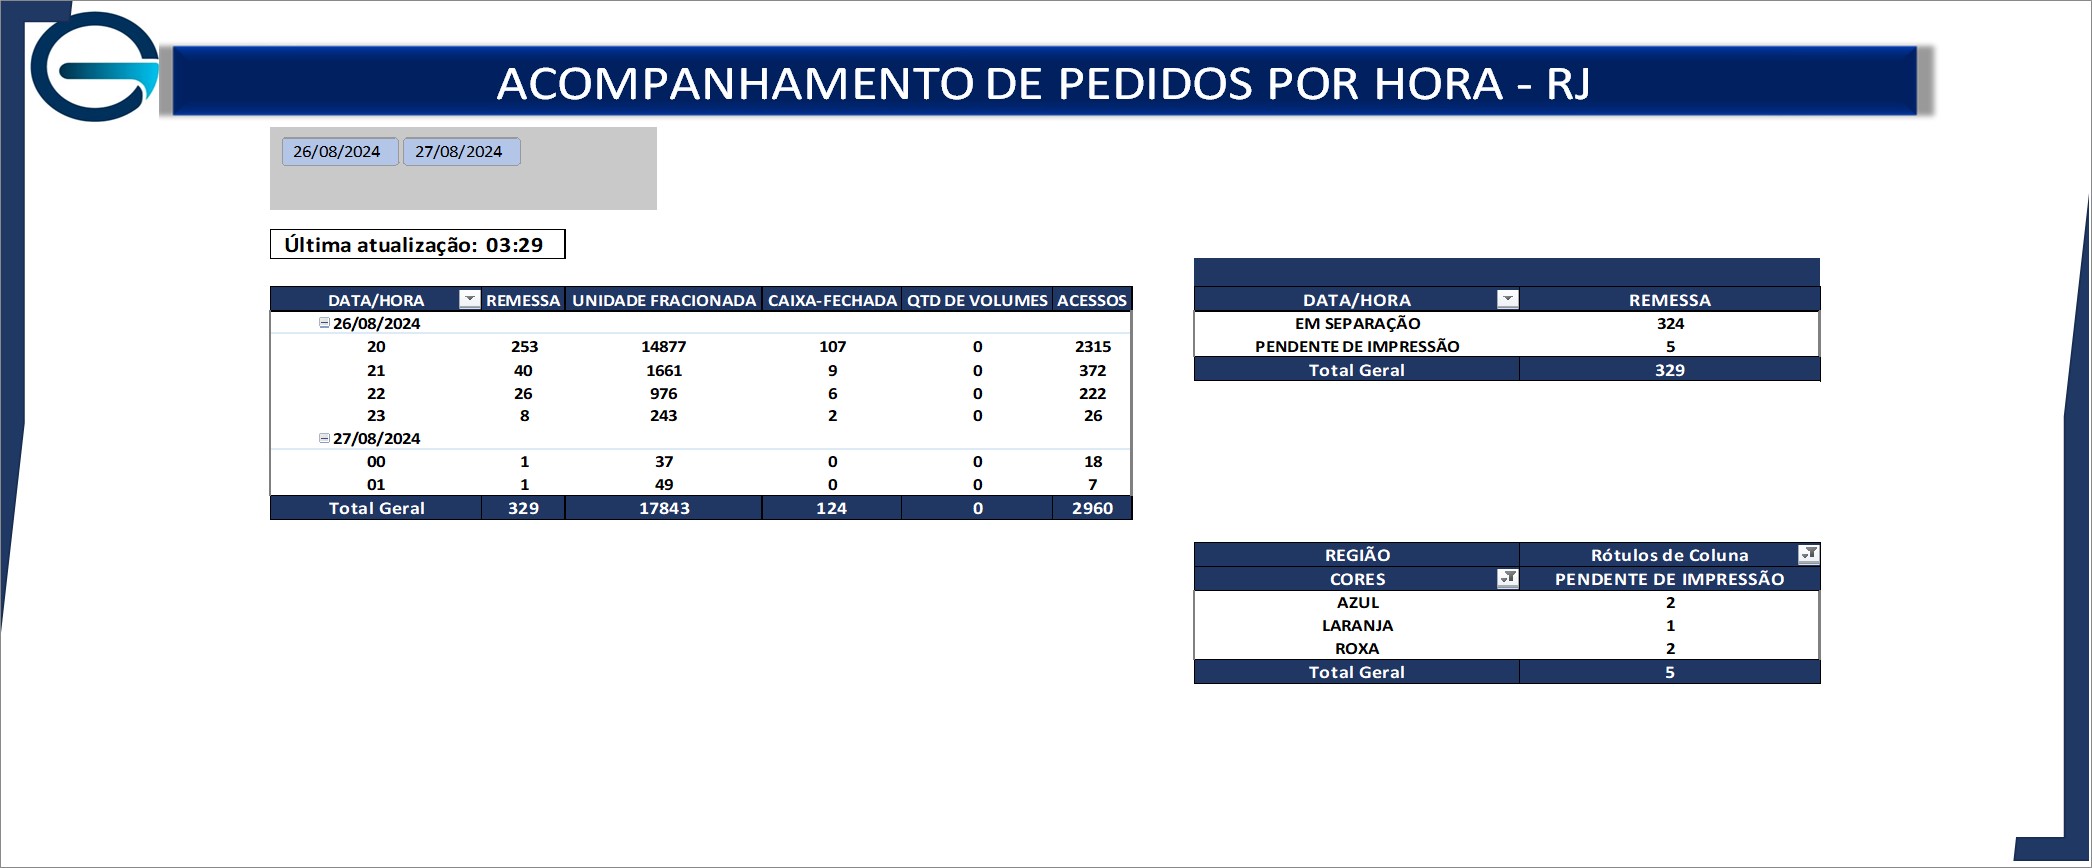 ACOMPANHAMENTO DE PEDIDOS POR HORA - RJ
26/08/2024 27/08/2024
Última atualização: 03:29
DATA/HORA REMESSA UNIDADE FRACIONADA CAIXA-FECHADA QTD DE VOLUMES ACESSOS
26/08/2024
20 253 14877 107 0 2315
21 40 1661 9 0 372
22 26 976 6 0 222
23 8 243 2 0 26
27/08/2024
00 1 37 0 0 18
01 1 49 0 0 7
Total Geral 329 17843 124 0 2960
DATA/HORA REMESSA
EM SEPARAÇÃO 324
PENDENTE DE IMPRESSÃO 5
Total Geral 329
REGIÃO Rótulos de Coluna
CORES PENDENTE DE IMPRESSÃO
AZUL 2
LARANJA 1
ROXA 2
Total Geral 5